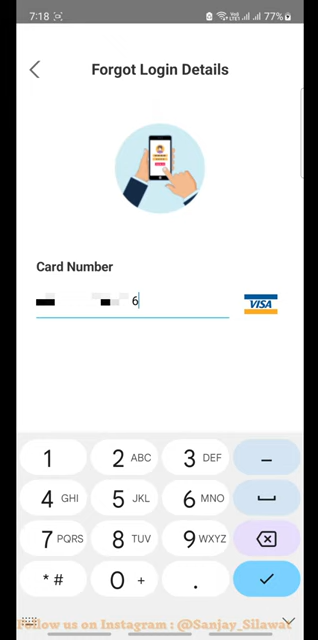 7:18
77%
Forgot Login Details
Card Number
6
VISA
1
2 ABC
3 DEF
_
4 GHI
5 JKL
6 MNO
7 PQRS
8 TUV
9 WXYZ
* #
0 +
.
Follow us on Instagram : @Sanjay_Silawat